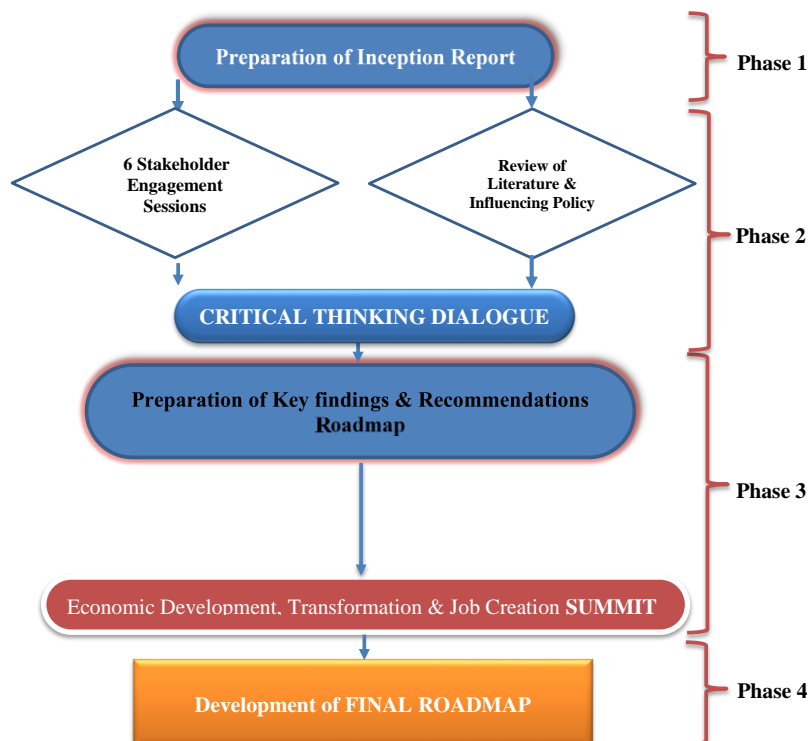 Preparation of Inception Report
Phase 1
6 Stakeholder
Engagement
Sessions
Review of
Literature &
Influencing Policy
Phase 2
CRITICAL THINKING DIALOGUE
Preparation of Key findings & Recommendations
Roadmap
Phase 3
Economic Development, Transformation & Job Creation SUMMIT
Development of FINAL ROADMAP
Phase 4